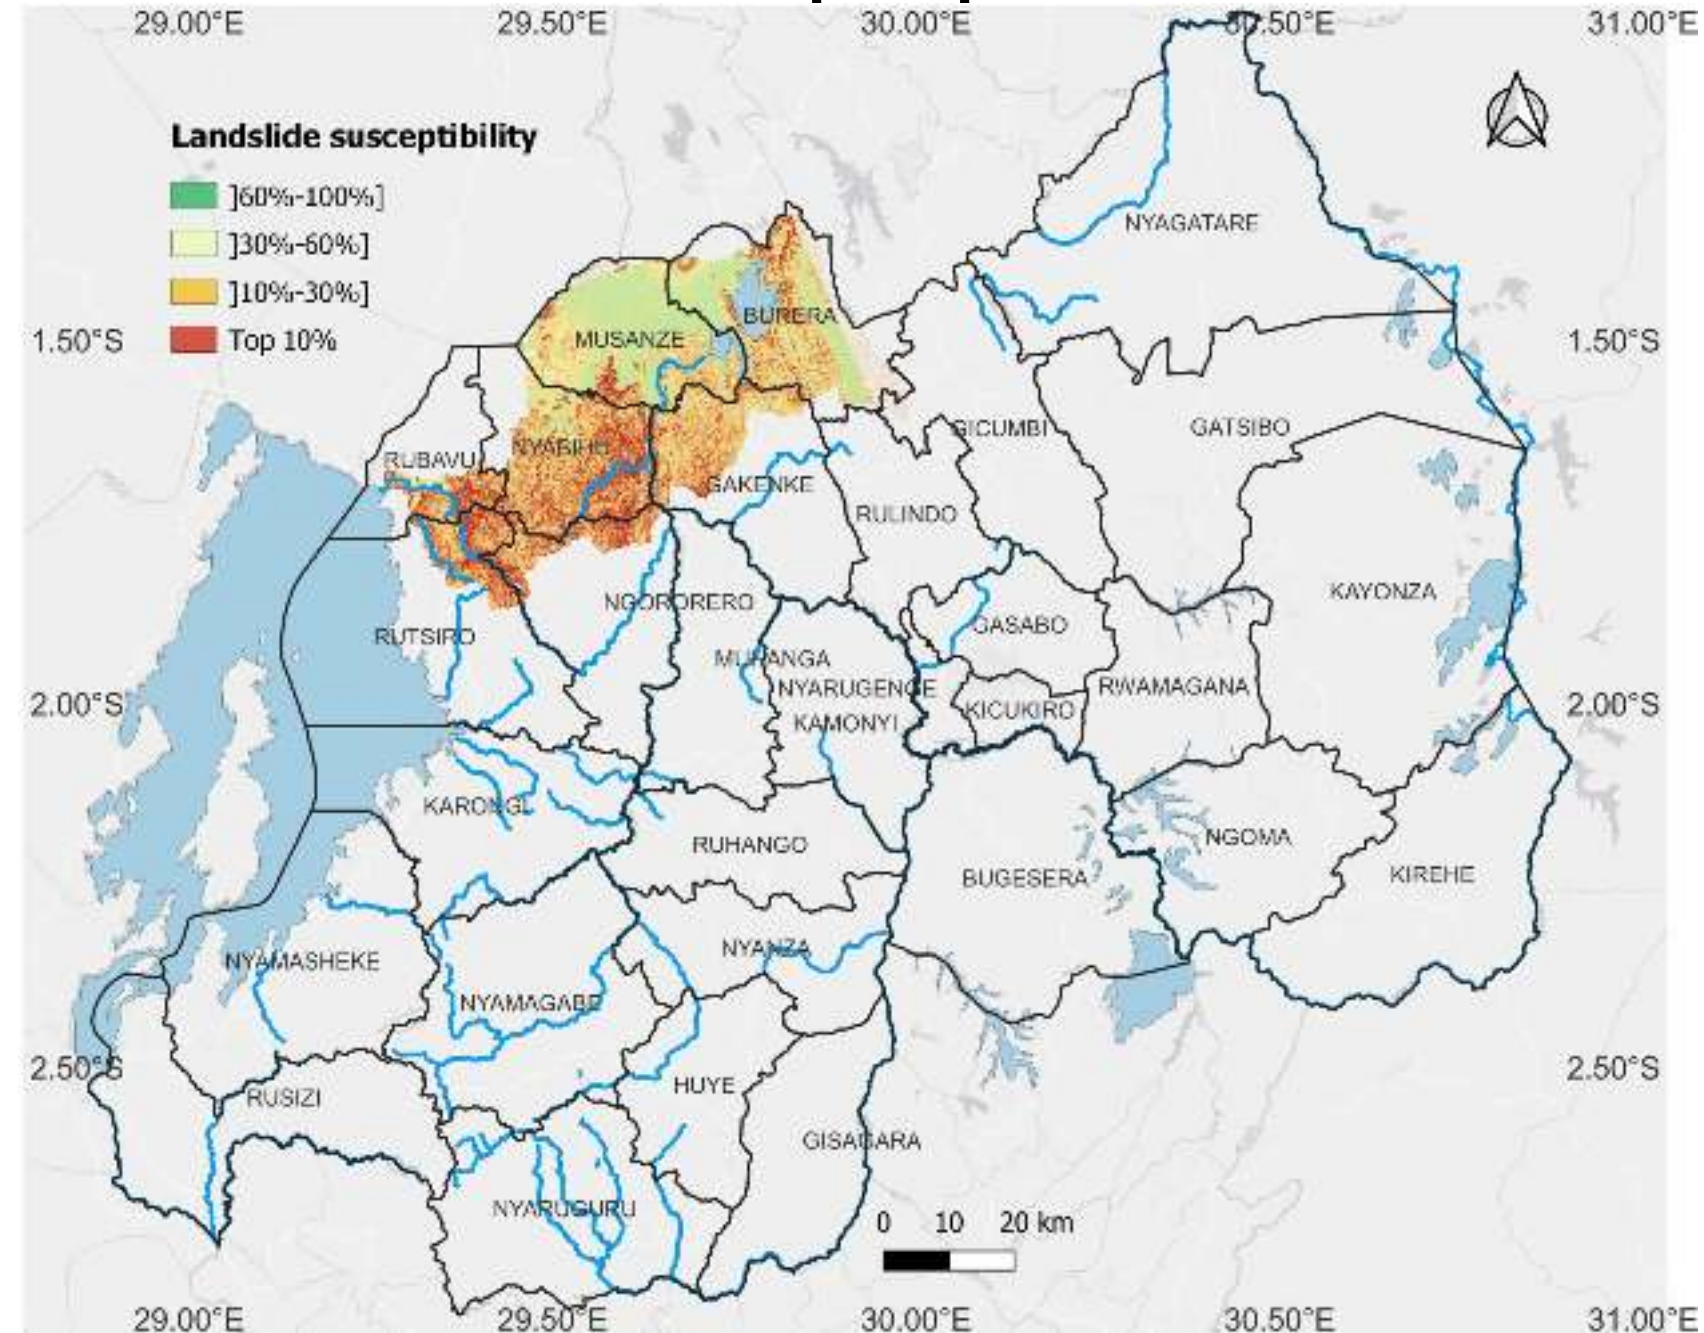 29.00°E 29.50°E 30.00°E 30.50°E 31.00°E
Landslide susceptibility
]60%-100%]
]30%-60%]
]10%-30%]
Top 10%
NYAGATARE
BURERA
MUSANZE
1.50°S 1.50°S
GATSIBO
GICUMBI
NYABIHU
RUBAVU
GAKENKE
RULINDO
KAYONZA
NGORORERO
GASABO
RUTSIRO
MUHANGA
NYARUGENGE
RWAMAGANA
2.00°S 2.00°S
KICUKIRO
KAMONYI
KARONGI
NGOMA
RUHANGO
BUGESERA
KIREHE
NYANZA
NYAMASHEKE
NYAMAGABE
2.50°S 2.50°S
HUYE
RUSIZI
GISAGARA
NYARUGURU
0 10 20 km
29.00°E 29.50°E 30.00°E 30.50°E 31.00°E